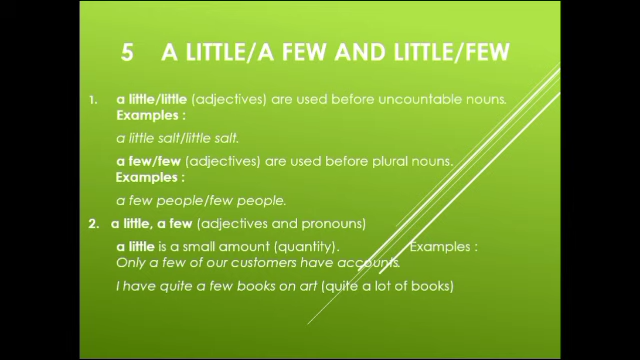 5 A LITTLE/A FEW AND LITTLE/FEW
1. a little/little (adjectives) are used before uncountable nouns.
Examples :
a little salt/little salt.
a few/few (adjectives) are used before plural nouns.
Examples :
a few people/few people.
2. a little, a few (adjectives and pronouns)
a little is a small amount (quantity). Examples :
Only a few of our customers have accounts.
I have quite a few books on art (quite a lot of books)